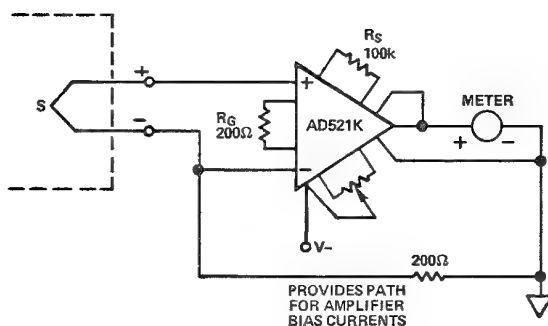 RS
100k
S
+
+
RG
200Ω
AD521K
METER
+ −
−
−
V−
200Ω
PROVIDES PATH
FOR AMPLIFIER
BIAS CURRENTS